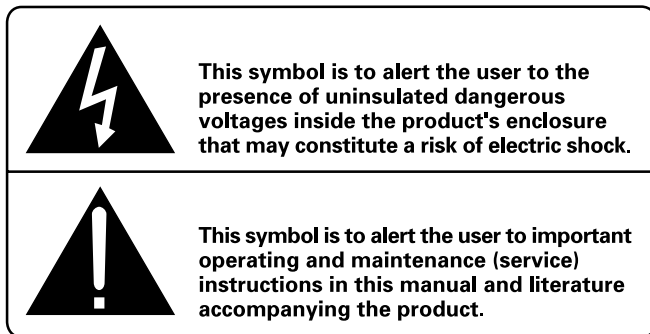 This symbol is to alert the user to the
presence of uninsulated dangerous
voltages inside the product's enclosure
that may constitute a risk of electric shock.
This symbol is to alert the user to important
operating and maintenance (service)
instructions in this manual and literature
accompanying the product.